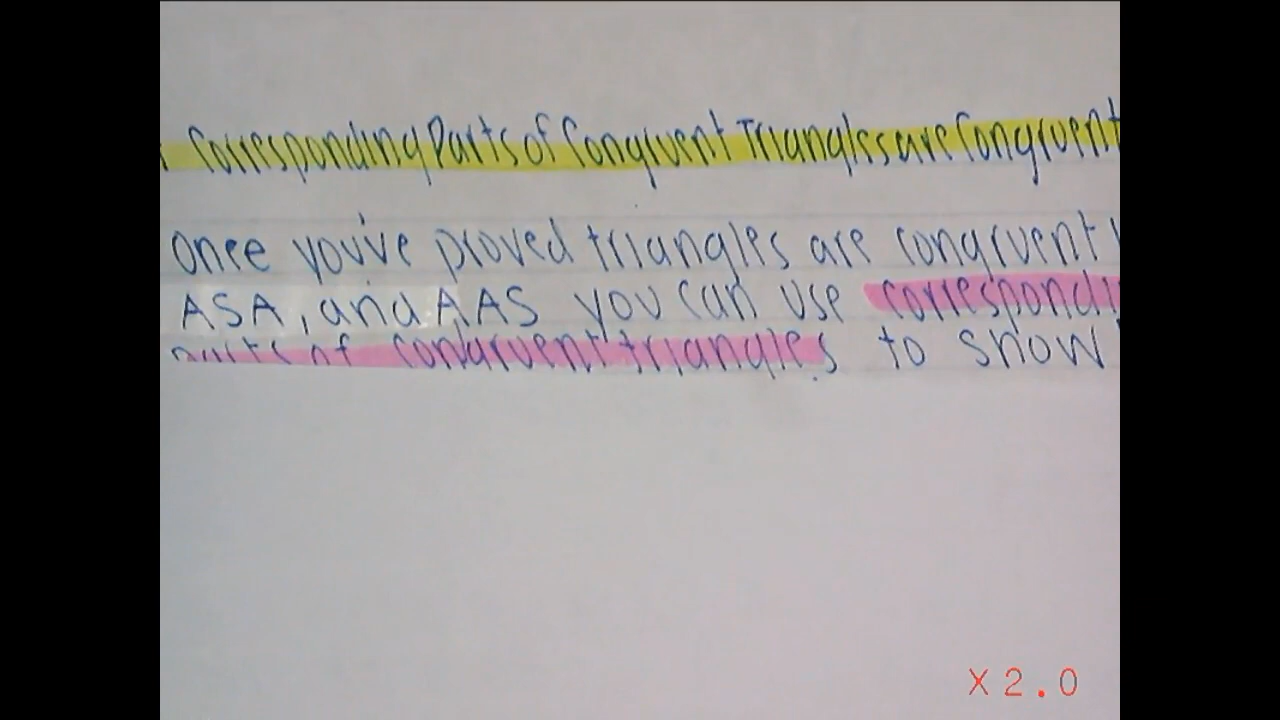 Corresponding Parts of Congruent Triangles are Congruent
once you've proved triangles are congruent
ASA, and AAS you can use correspondi
parts of congruent triangles to show
X2.0